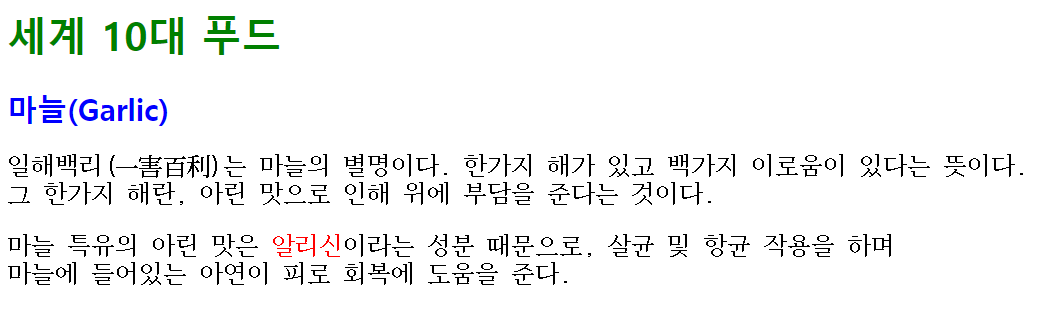 세계 10대 푸드
마늘(Garlic)
일해백리(一害百利)는 마늘의 별명이다. 한가지 해가 있고 백가지 이로움이 있다는 뜻이다.
그 한가지 해란, 아린 맛으로 인해 위에 부담을 준다는 것이다.
마늘 특유의 아린 맛은 알리신이라는 성분 때문으로, 살균 및 항균 작용을 하며
마늘에 들어있는 아연이 피로 회복에 도움을 준다.